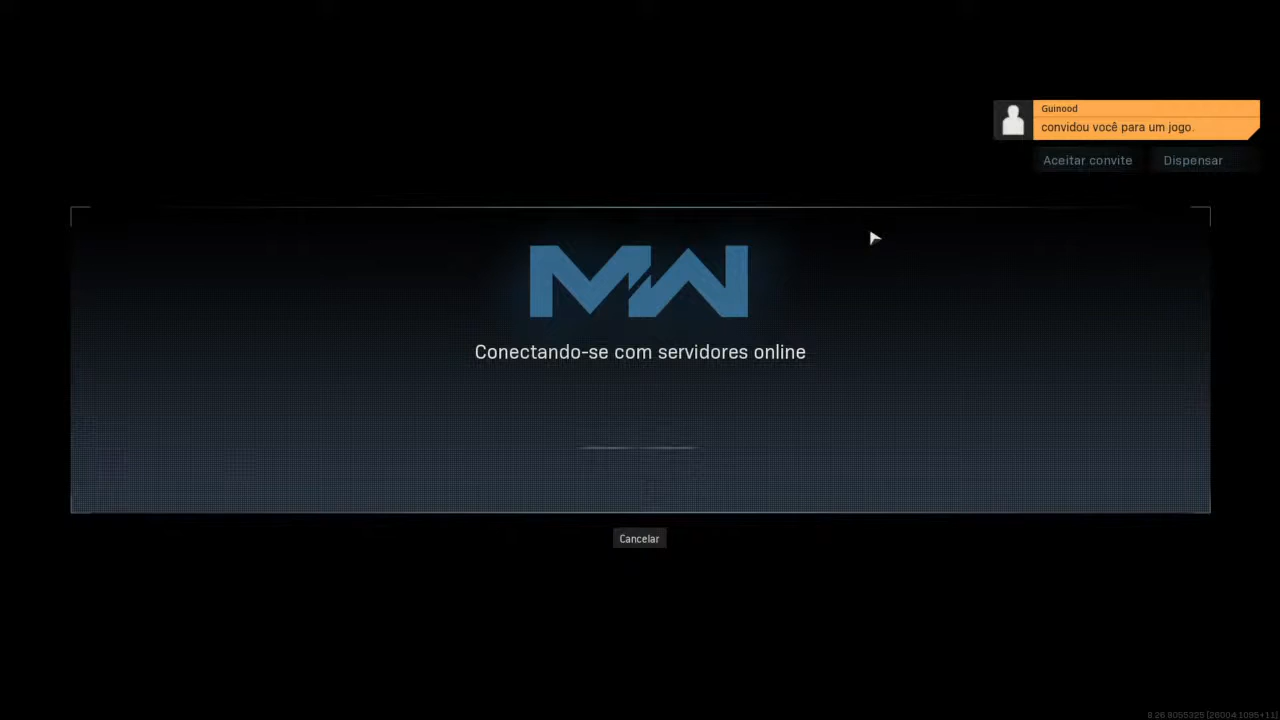 Guinood
convidou você para um jogo.
Aceitar convite Dispensar
MW
Conectando-se com servidores online
Cancelar